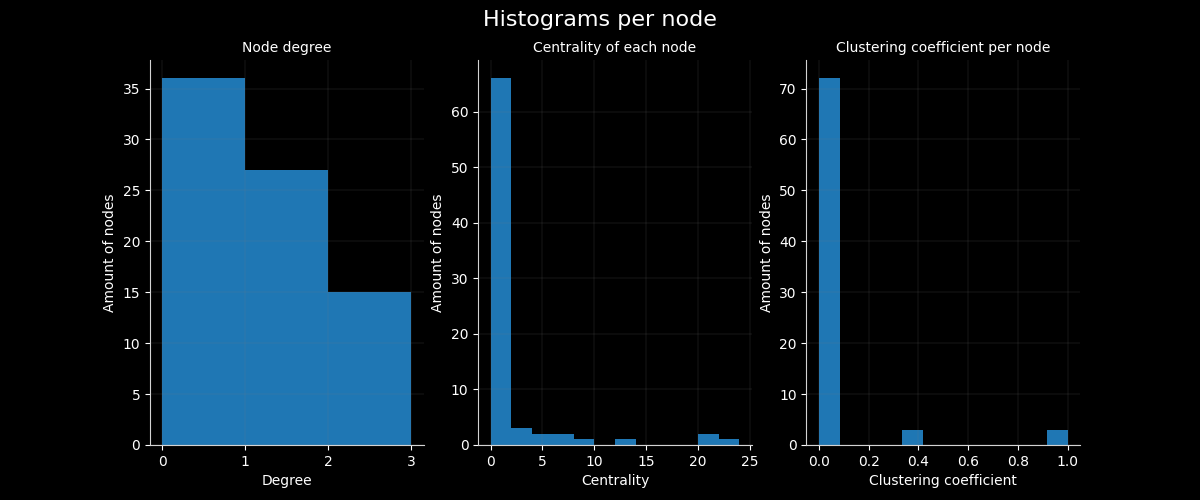 Histograms per node
Node degree
Amount of nodes
35
30
25
20
15
10
5
0
0 1 2 3
Degree
Centrality of each node
Amount of nodes
60
50
40
30
20
10
0
0 5 10 15 20 25
Centrality
Clustering coefficient per node
Amount of nodes
70
60
50
40
30
20
10
0
0.0 0.2 0.4 0.6 0.8 1.0
Clustering coefficient